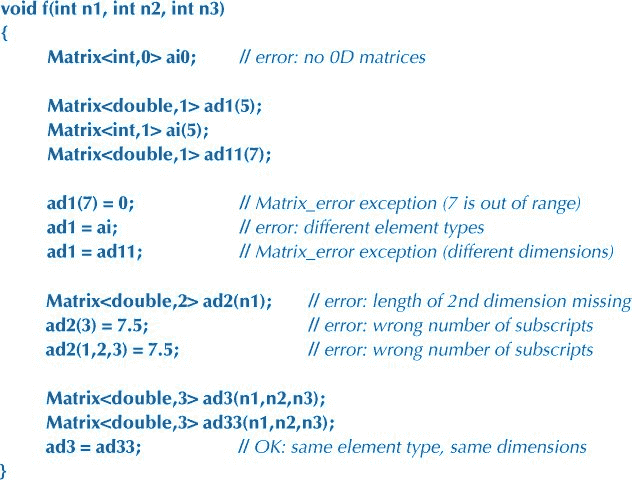 void f(int n1, int n2, int n3)
{
Matrix<int,0> ai0; // error: no 0D matrices
Matrix<double,1> ad1(5);
Matrix<int,1> ai(5);
Matrix<double,1> ad11(7);
ad1(7) = 0; // Matrix_error exception (7 is out of range)
ad1 = ai; // error: different element types
ad1 = ad11; // Matrix_error exception (different dimensions)
Matrix<double,2> ad2(n1); // error: length of 2nd dimension missing
ad2(3) = 7.5; // error: wrong number of subscripts
ad2(1,2,3) = 7.5; // error: wrong number of subscripts
Matrix<double,3> ad3(n1,n2,n3);
Matrix<double,3> ad33(n1,n2,n3);
ad3 = ad33; // OK: same element type, same dimensions
}